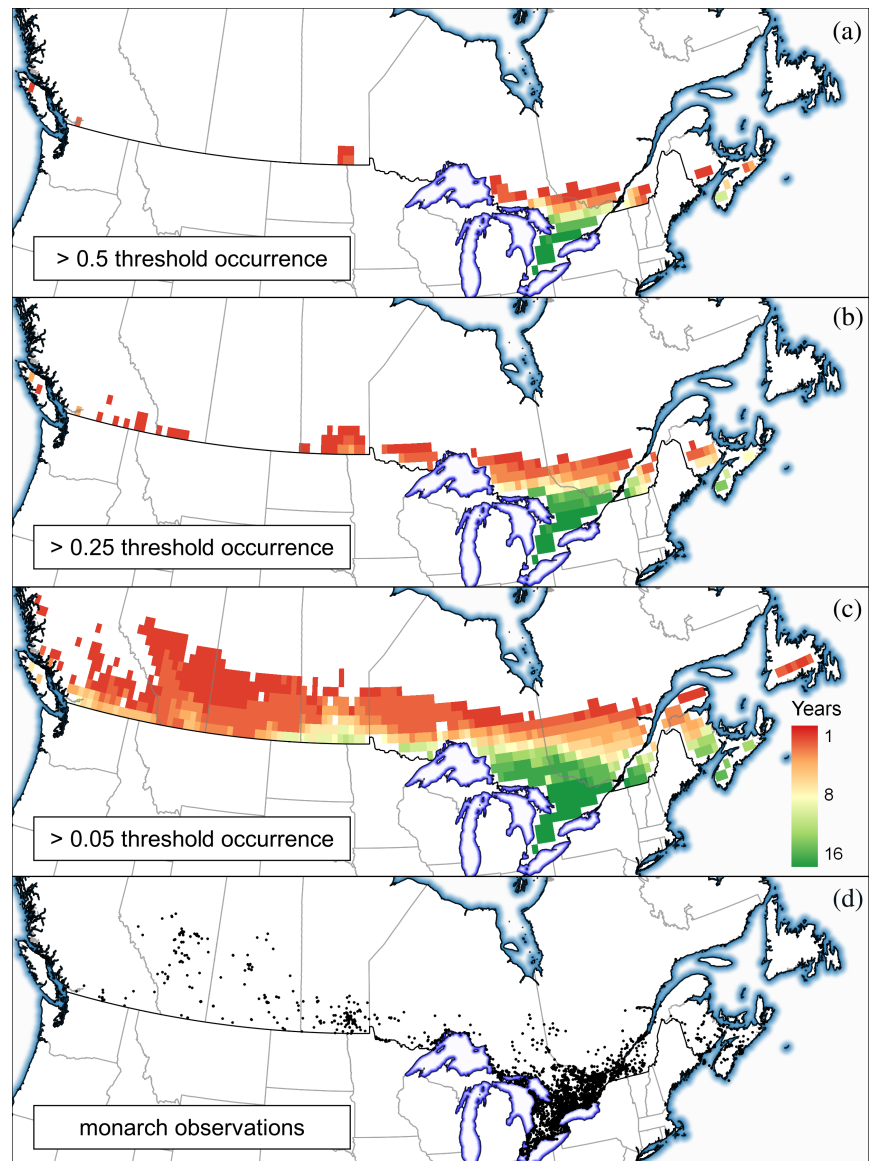 (a)
> 0.5 threshold occurrence
(b)
> 0.25 threshold occurrence
(c)
Years
1
8
16
> 0.05 threshold occurrence
(d)
monarch observations